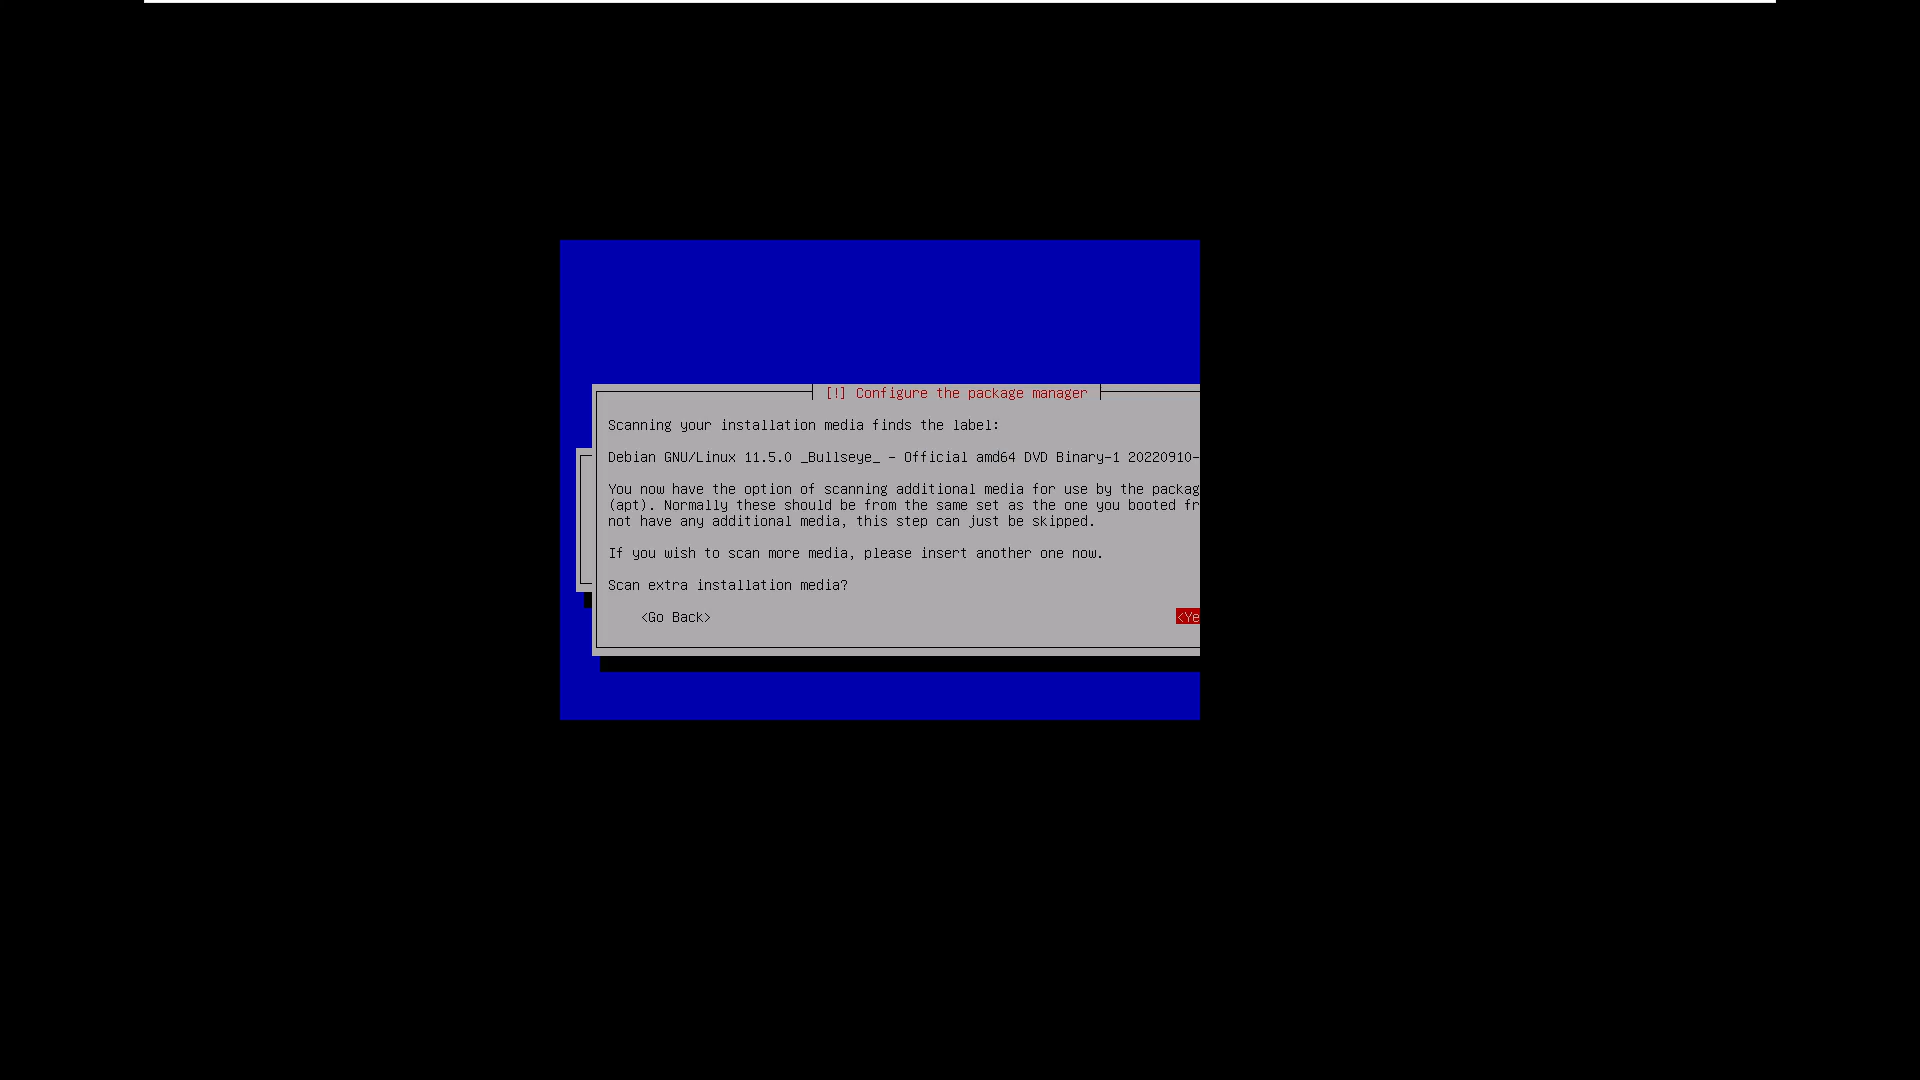 [!] Configure the package manager
Scanning your installation media finds the label:
Debian GNU/Linux 11.5.0 _Bullseye_ - Official amd64 DVD Binary-1 20220910-
You now have the option of scanning additional media for use by the packag
(apt). Normally these should be from the same set as the one you booted fr
not have any additional media, this step can just be skipped.
If you wish to scan more media, please insert another one now.
Scan extra installation media?
<Go Back> <Ye